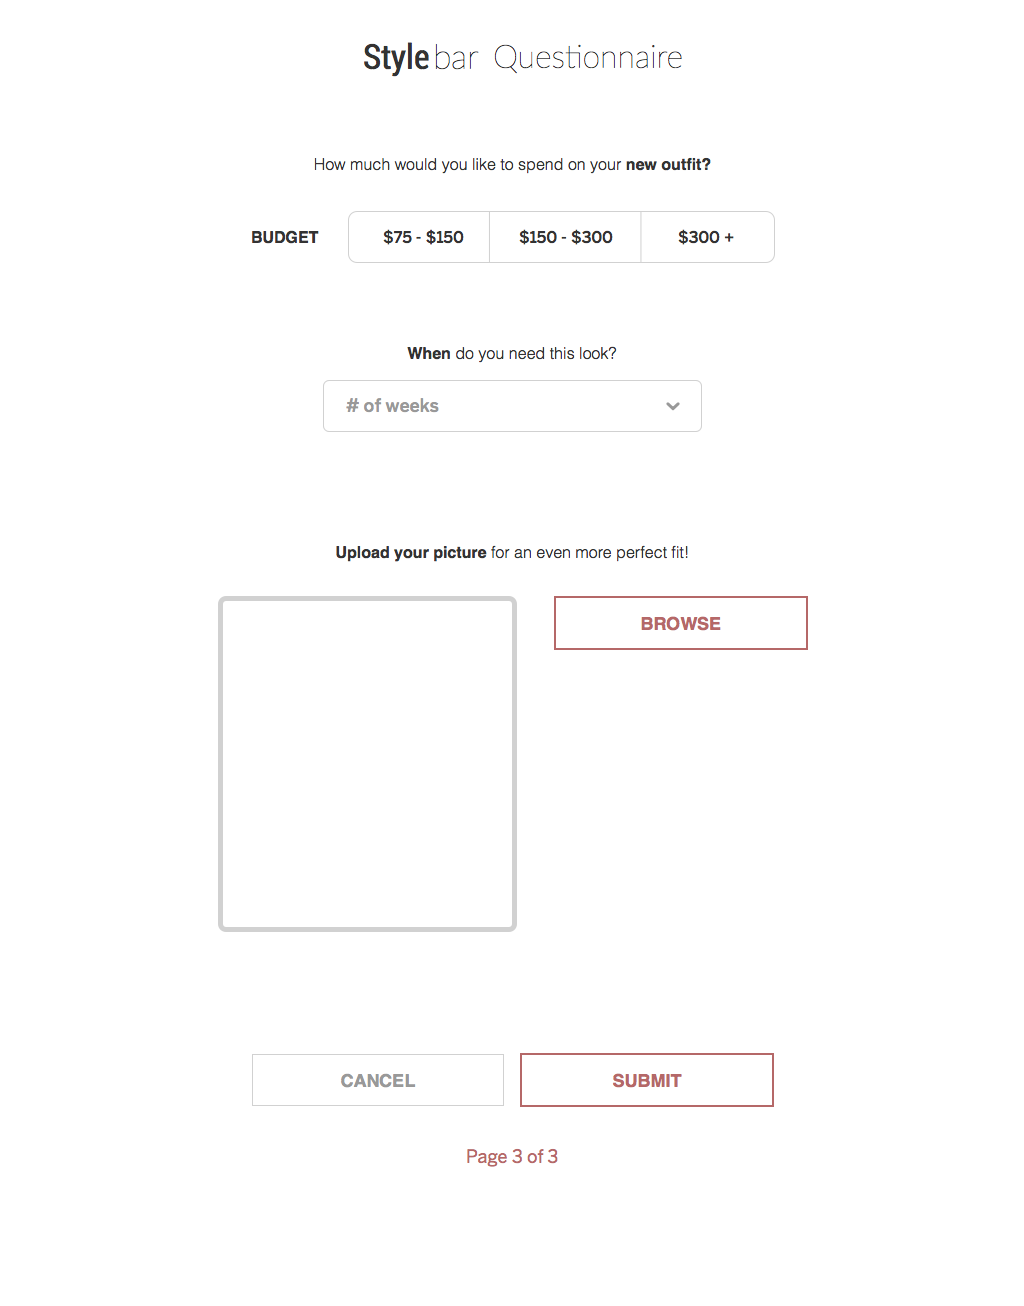 Stylebar Questionnaire
How much would you like to spend on your new outfit?
BUDGET $75 - $150 $150 - $300 $300 +
When do you need this look?
# of weeks
Upload your picture for an even more perfect fit!
BROWSE
CANCEL SUBMIT
Page 3 of 3